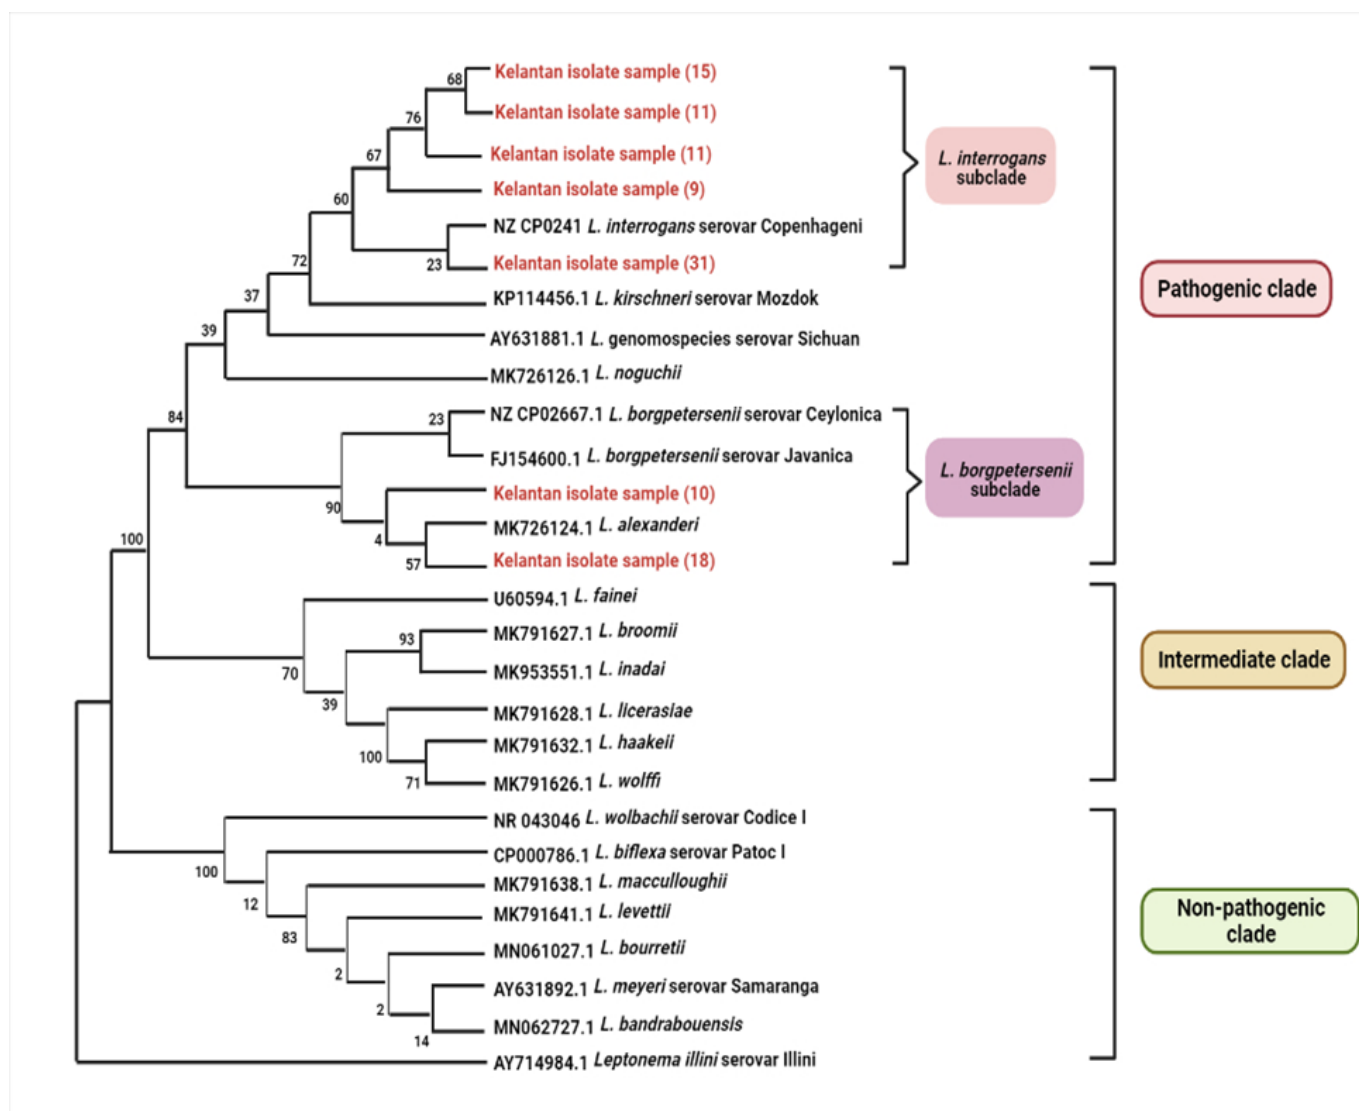 68
Kelantan isolate sample (15)
Kelantan isolate sample (11)
76
Kelantan isolate sample (11)
67
Kelantan isolate sample (9)
60
NZ CP0241 L. interrogans serovar Copenhageni
23
Kelantan isolate sample (31)
L. interrogans
subclade
72
KP114456.1 L. kirschneri serovar Mozdok
37
AY631881.1 L. genomospecies serovar Sichuan
39
MK726126.1 L. noguchii
84
23
NZ CP02667.1 L. borgpetersenii serovar Ceylonica
FJ154600.1 L. borgpetersenii serovar Javanica
90
Kelantan isolate sample (10)
4
MK726124.1 L. alexanderi
57
Kelantan isolate sample (18)
L. borgpetersenii
subclade
Pathogenic clade
100
U60594.1 L. fainei
70
93
MK791627.1 L. broomii
MK953551.1 L. inadai
39
MK791628.1 L. licerasiae
100
MK791632.1 L. haakeii
71
MK791626.1 L. wolffi
Intermediate clade
NR 043046 L. wolbachii serovar Codice I
100
CP000786.1 L. biflexa serovar Patoc I
12
MK791638.1 L. macculloughii
83
MK791641.1 L. levettii
2
MN061027.1 L. bourretii
2
AY631892.1 L. meyeri serovar Samaranga
14
MN062727.1 L. bandrabouensis
Non-pathogenic
clade
AY714984.1 Leptonema illini serovar Illini